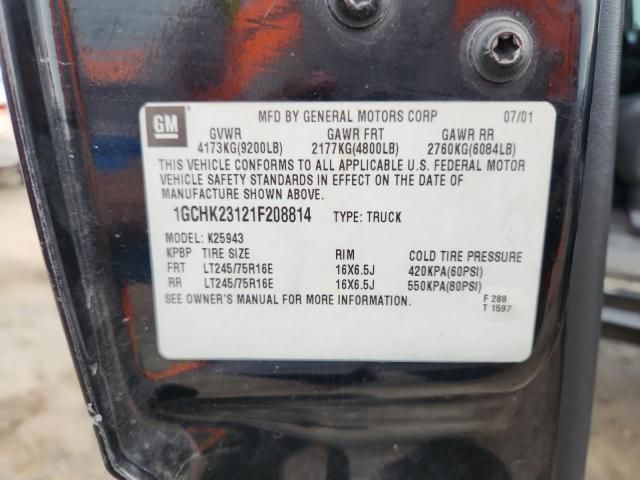 GM
MFD BY GENERAL MOTORS CORP 07/01
GVWR GAWR FRT GAWR RR
4173KG(9200LB) 2177KG(4800LB) 2760KG(6084LB)
THIS VEHICLE CONFORMS TO ALL APPLICABLE U.S. FEDERAL MOTOR
VEHICLE SAFETY STANDARDS IN EFFECT ON THE DATE OF
MANUFACTURE SHOWN ABOVE.
1GCHK23121F208814 TYPE: TRUCK
MODEL: K25943
KPBP TIRE SIZE RIM COLD TIRE PRESSURE
FRT LT245/75R16E 16X6.5J 420KPA(60PSI)
RR LT245/75R16E 16X6.5J 550KPA(80PSI)
SEE OWNER'S MANUAL FOR MORE INFORMATION.
F 288
T 1597